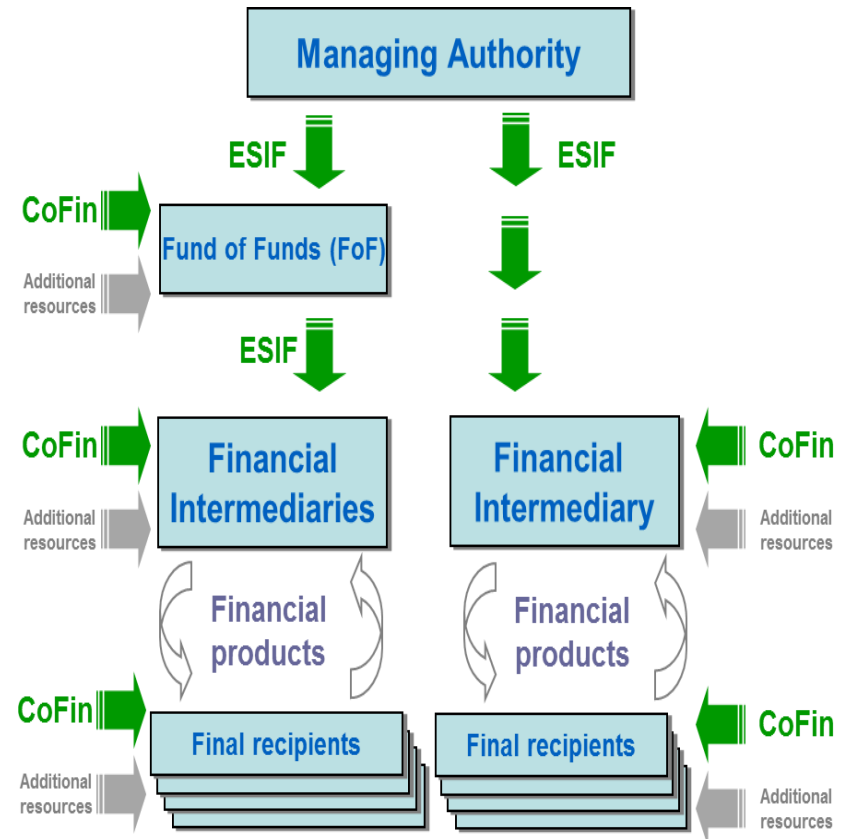 Managing Authority
ESIF
ESIF
CoFin
Fund of Funds (FoF)
Additional
resources
ESIF
CoFin
Financial
Intermediaries
Additional
resources
Financial
Intermediary
CoFin
Additional
resources
Financial
products
Financial
products
CoFin
Final recipients
Additional
resources
Final recipients
CoFin
Additional
resources